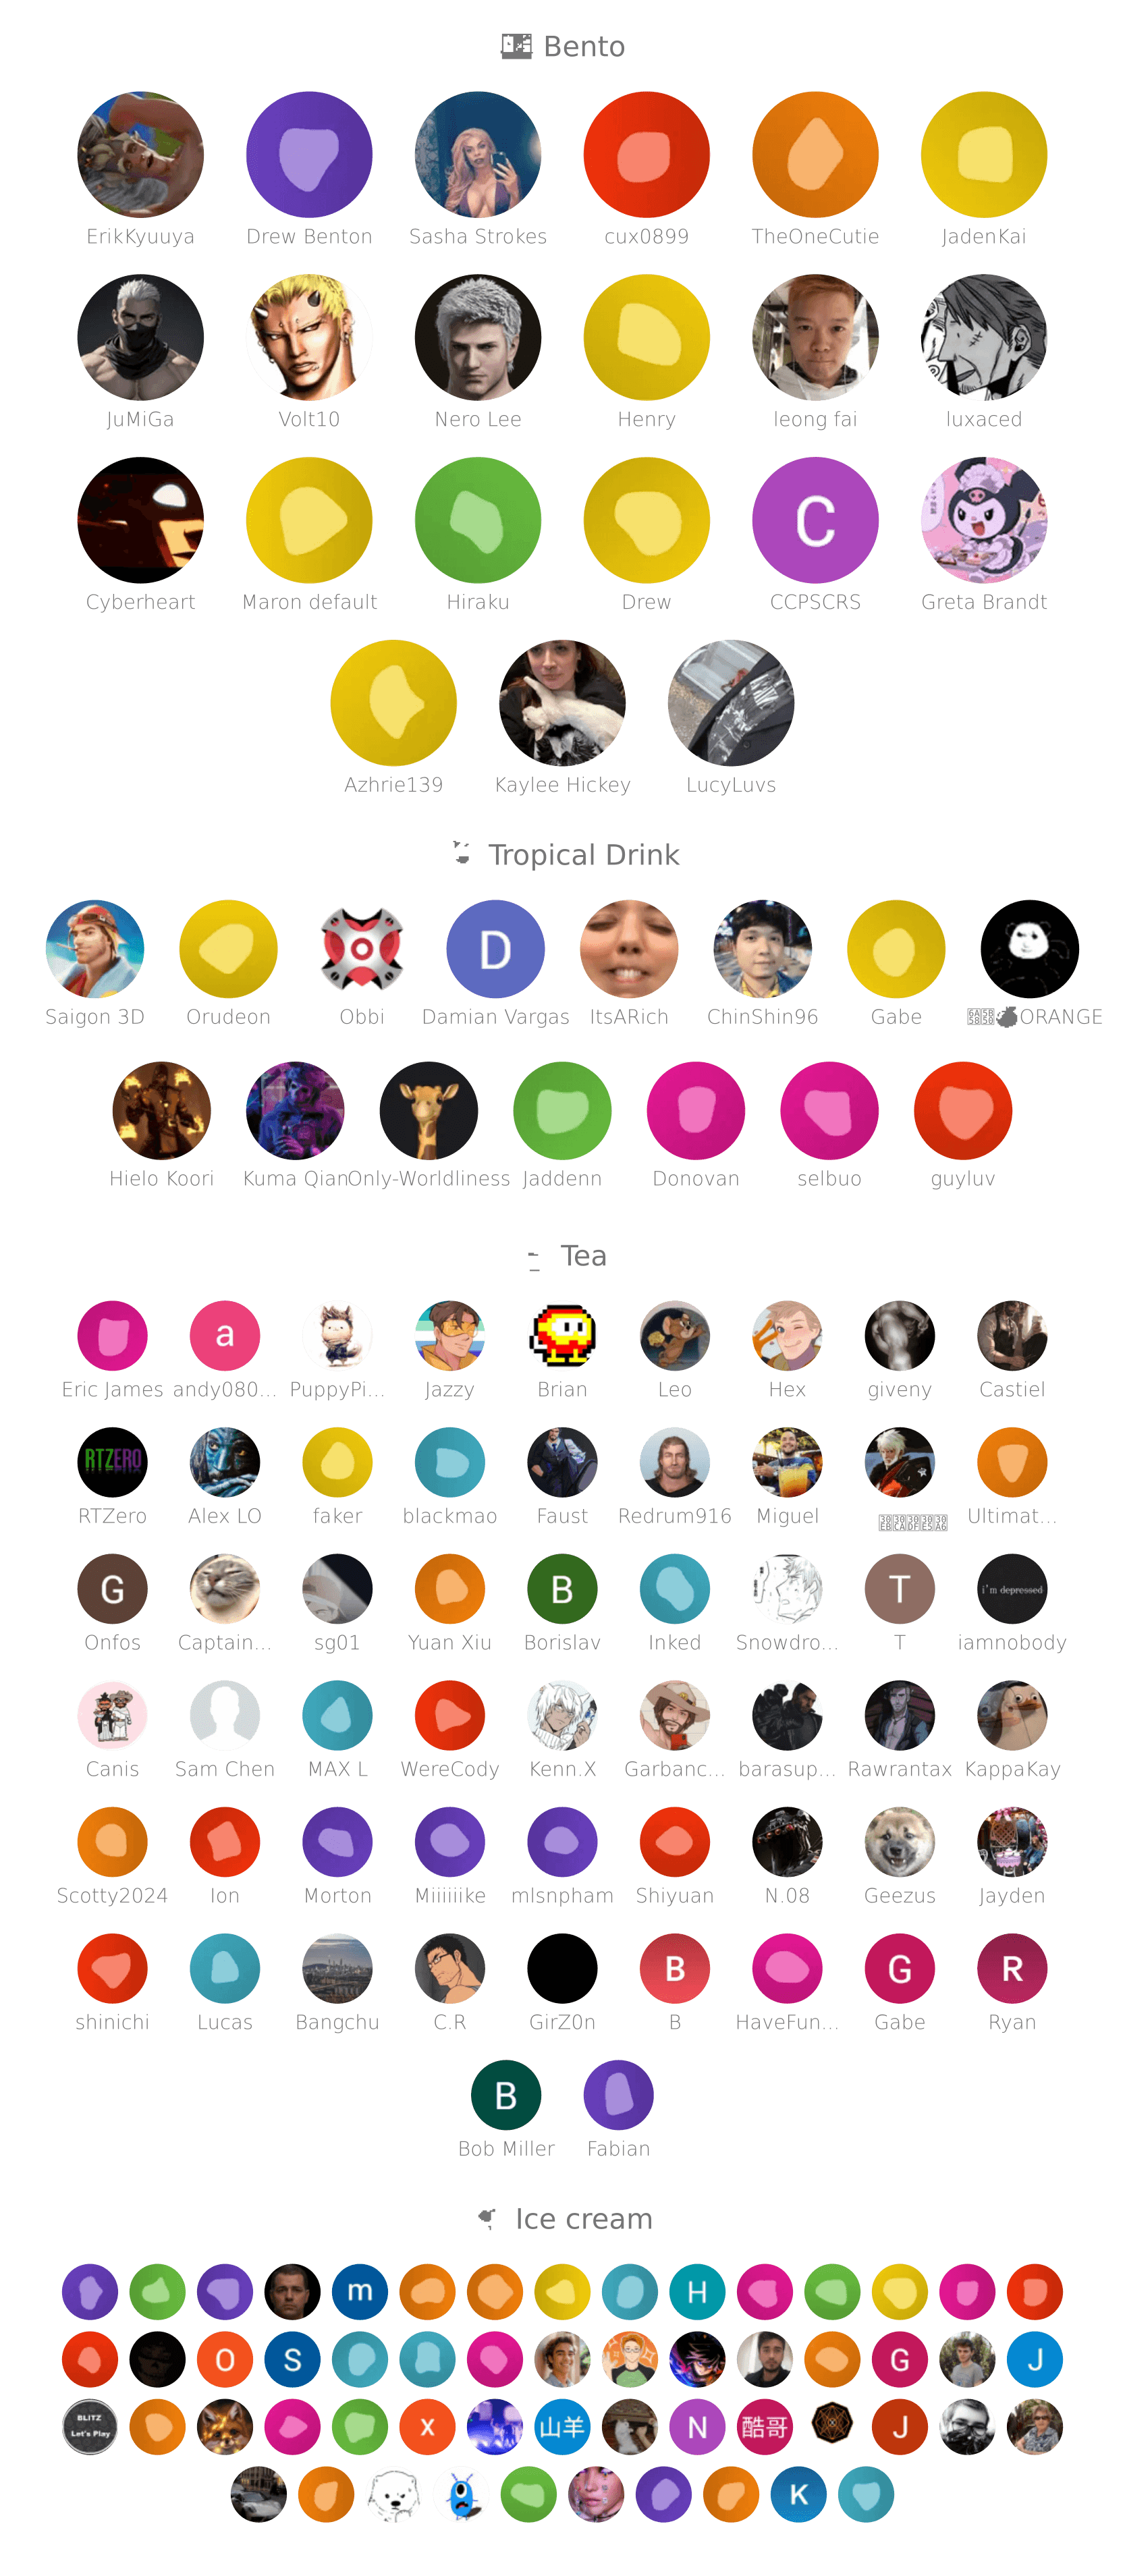 Bento
ErikKyuuya Drew Benton Sasha Strokes cux0899 TheOneCutie JadenKai
JuMiGa Volt10 Nero Lee Henry leong fai luxaced
C
Cyberheart Maron default Hiraku Drew CCPSCRS Greta Brandt
Azhrie139 Kaylee Hickey LucyLuvs
Tropical Drink
D
Saigon 3D Orudeon Obbi Damian Vargas ItsARich ChinShin96 Gabe ORANGE
Hielo Koori Kuma Qian Only-Worldliness Jaddenn Donovan selbuo guyluv
Tea
a
Eric James andy080... PuppyPi... Jazzy Brian Leo Hex giveny Castiel
RTZERO
RTZero Alex LO faker blackmao Faust Redrum916 Miguel Ultimat...
G B T i'm depressed
Onfos Captain... sg01 Yuan Xiu Borislav Inked Snowdro... T iamnobody
Canis Sam Chen MAX L WereCody Kenn.X Garbanc... barasup... Rawrantax KappaKay
Scotty2024 Ion Morton Miiiiiike mlsnpham Shiyuan N.08 Geezus Jayden
B G R
shinichi Lucas Bangchu C.R GirZ0n B HaveFun... Gabe Ryan
B
Bob Miller Fabian
Ice cream
m H
O S G J
BLITZ Let's Play x 山羊 N 酷哥 J
K